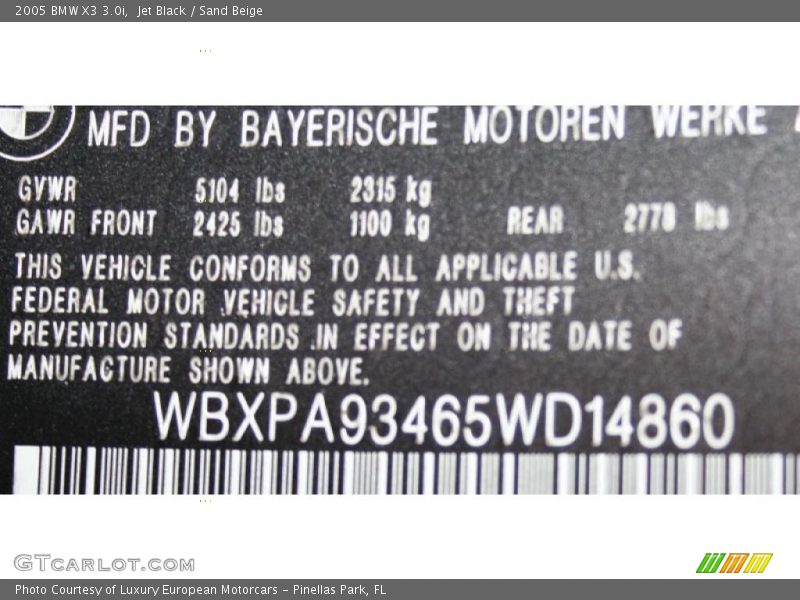 2005 BMW X3 3.0i,  Jet Black / Sand Beige
MFD BY BAYERISCHE MOTOREN WERKE
GVWR 5104 lbs 2315 kg
GAWR FRONT 2425 lbs 1100 kg REAR 2778 lbs
THIS VEHICLE CONFORMS TO ALL APPLICABLE U.S.
FEDERAL MOTOR VEHICLE SAFETY AND THEFT
PREVENTION STANDARDS IN EFFECT ON THE DATE OF
MANUFACTURE SHOWN ABOVE.
WBXPA93465WD14860
GTCARLOT.COM
Photo Courtesy of Luxury European Motorcars - Pinellas Park, FL